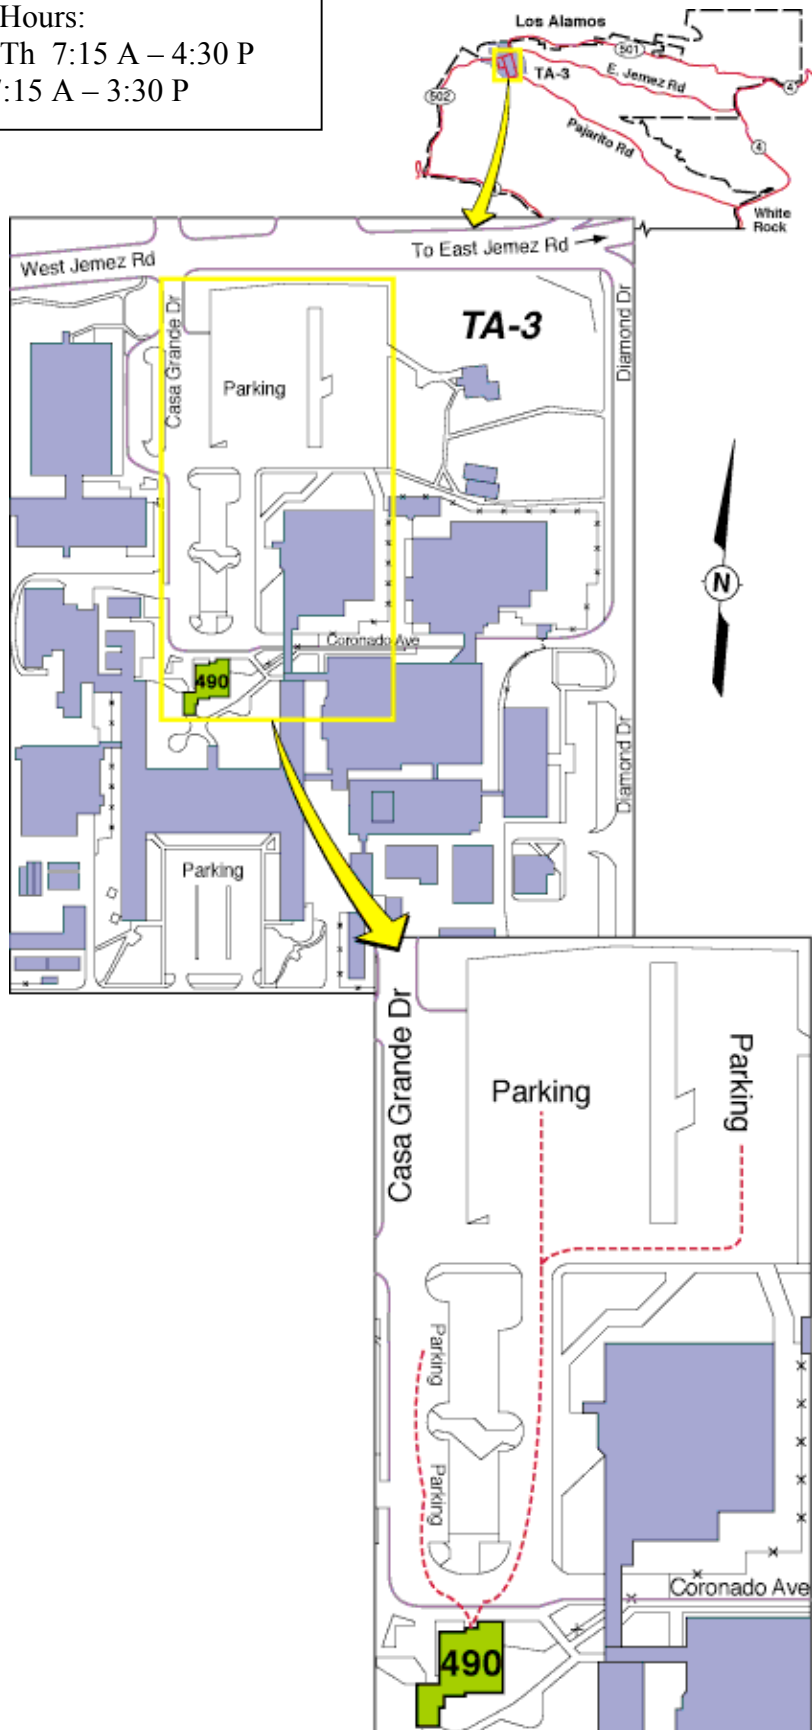 Hours:
Th 7:15 A – 4:30 P
7:15 A – 3:30 P
Los Alamos
501
TA-3
E. Jemez Rd
4
502
Pajarito Rd
4
White
Rock
To East Jemez Rd
West Jemez Rd
Casa Grande Dr
TA-3
Diamond Dr
Parking
N
Coronado Ave
490
Diamond Dr
Parking
Casa Grande Dr
Parking
Parking
Parking
Parking
Coronado Ave
490